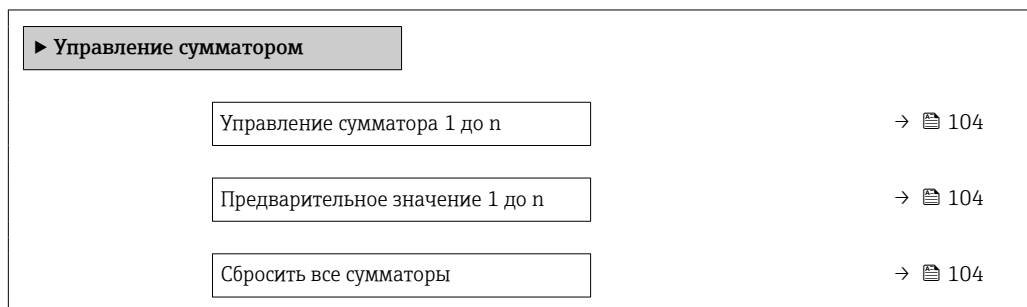 ▶ Управление сумматором
Управление сумматора 1 до n → 104
Предварительное значение 1 до n → 104
Сбросить все сумматоры → 104